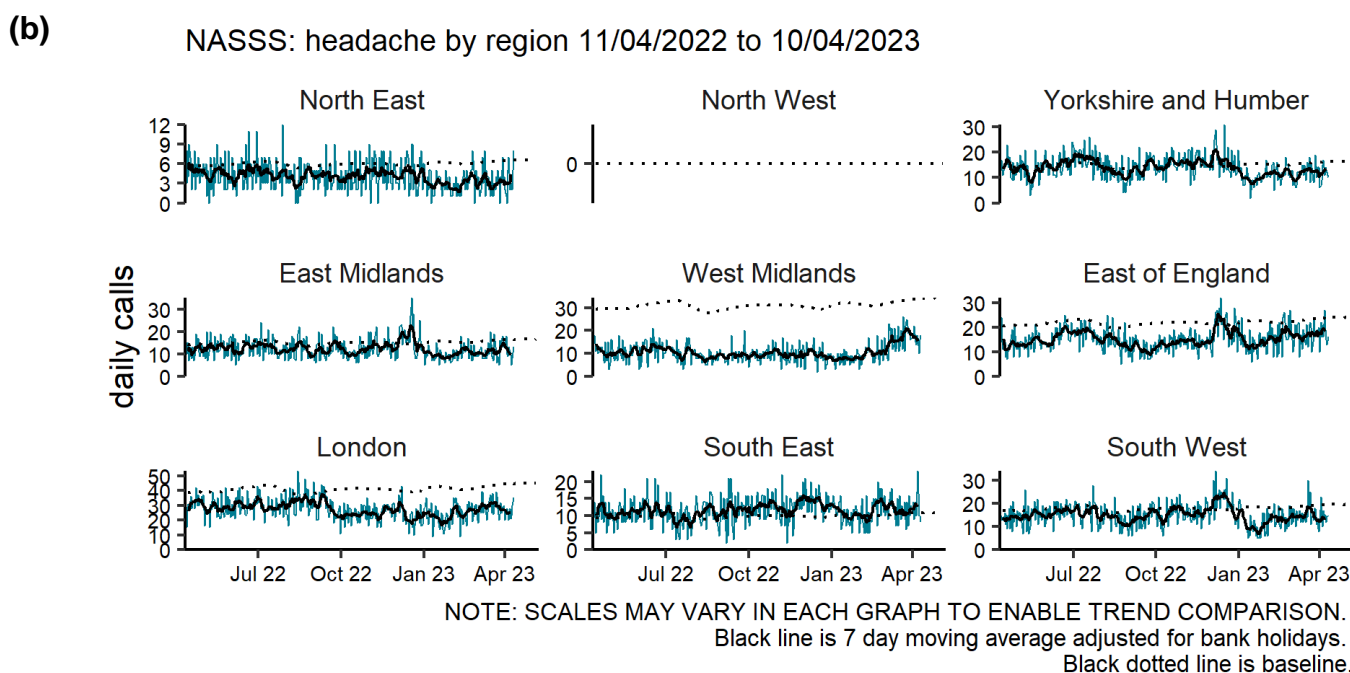 (b)
NASSS: headache by region 11/04/2022 to 10/04/2023
North East
12
9
6
3
0
North West
0
Yorkshire and Humber
30
20
10
0
daily calls
East Midlands
30
20
10
0
West Midlands
30
20
10
0
East of England
30
20
10
0
London
50
40
30
20
10
0
South East
20
15
10
5
0
South West
30
20
10
0
Jul 22 Oct 22 Jan 23 Apr 23
Jul 22 Oct 22 Jan 23 Apr 23
Jul 22 Oct 22 Jan 23 Apr 23
NOTE: SCALES MAY VARY IN EACH GRAPH TO ENABLE TREND COMPARISON.
Black line is 7 day moving average adjusted for bank holidays.
Black dotted line is baseline.